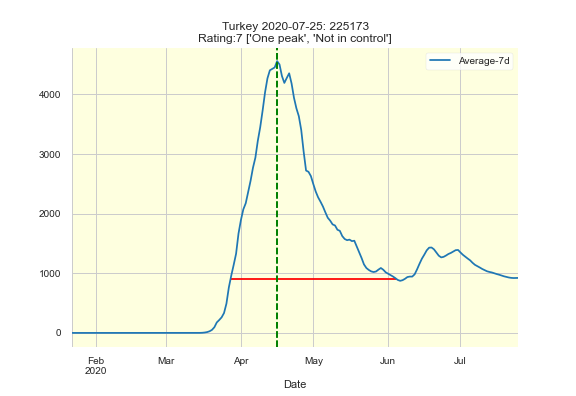 Turkey 2020-07-25: 225173
Rating:7 ['One peak', 'Not in control']
Average-7d
4000
3000
2000
1000
0
Feb Mar Apr May Jun Jul
2020
Date